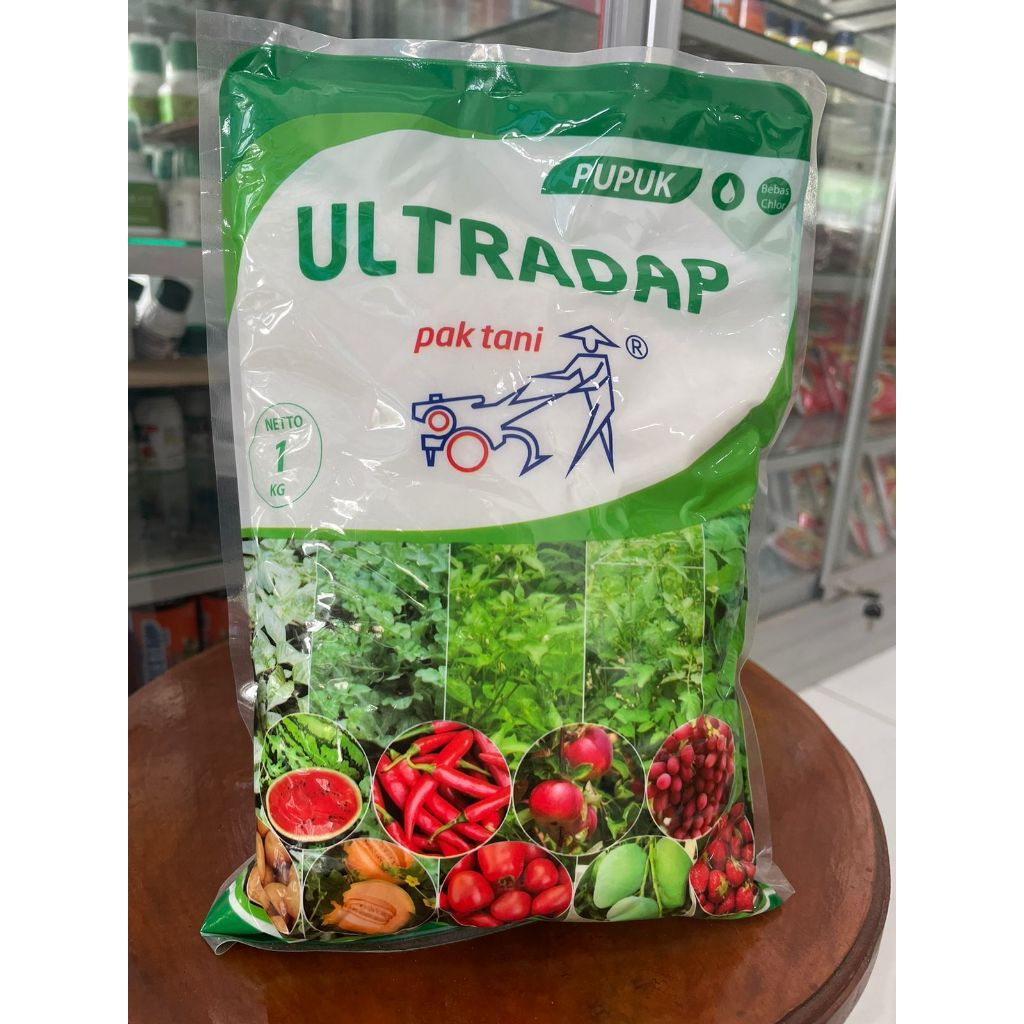 PUPUK
Bebas
Chlor
ULTRADAP
pak tani
®
NETTO
1
KG